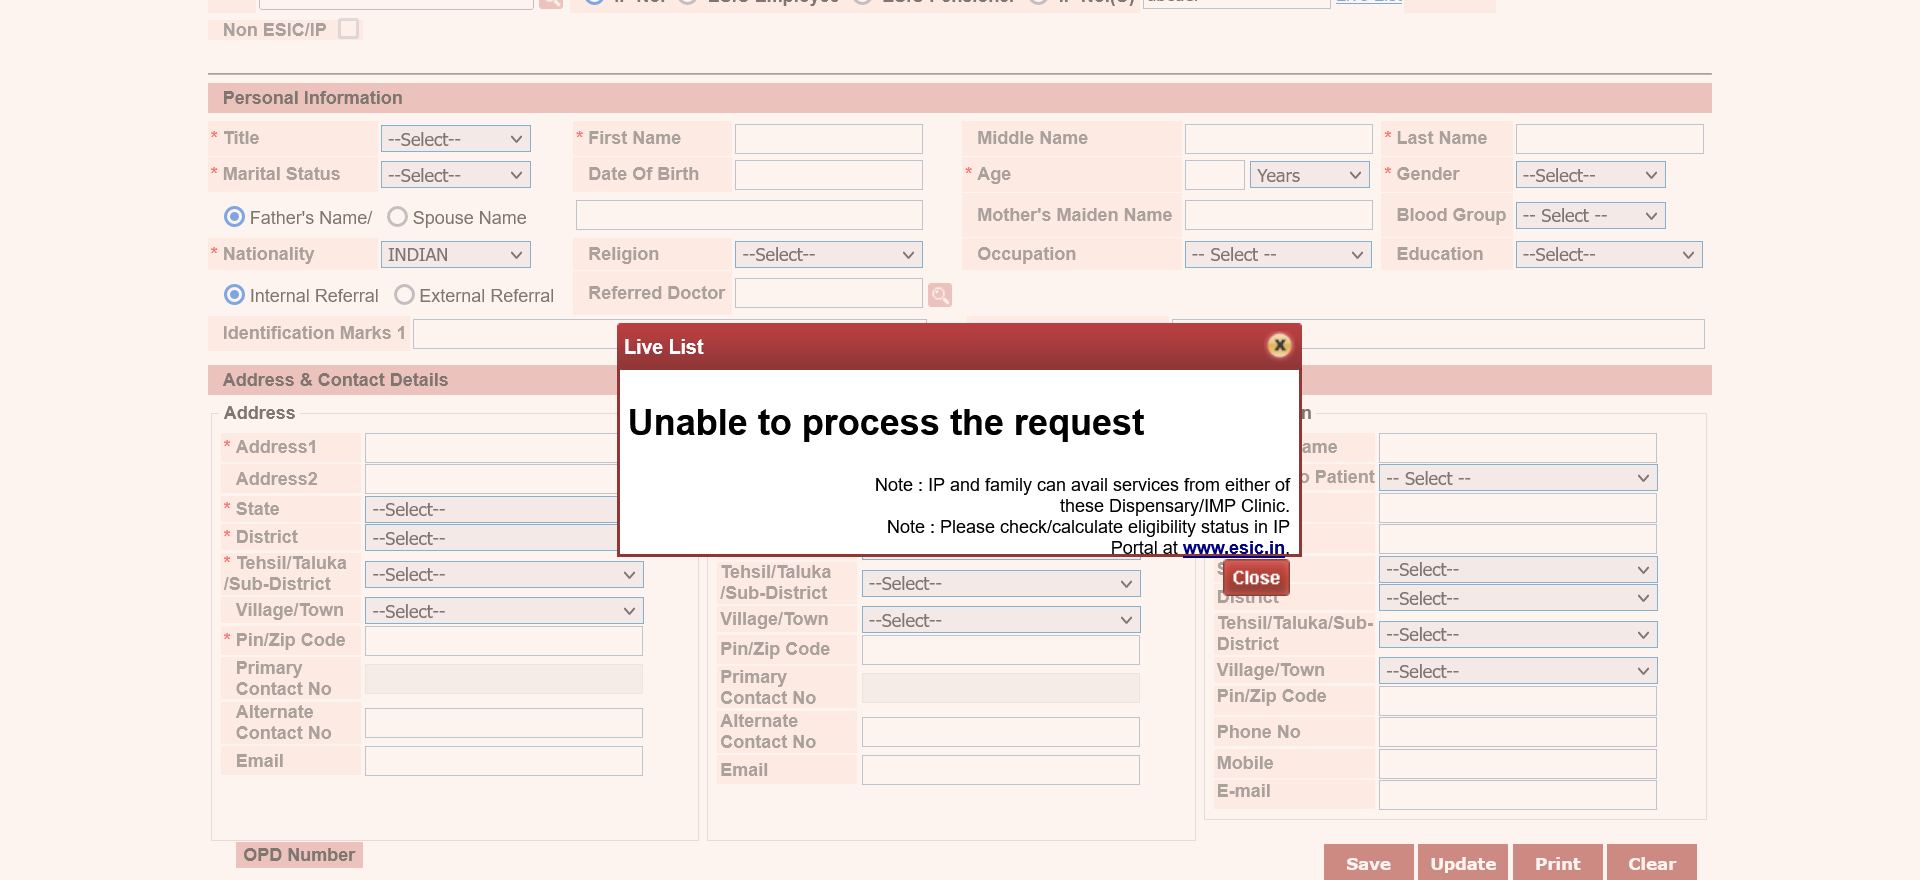 Non ESIC/IP
Personal Information
* Title --Select-- * First Name Middle Name * Last Name
* Marital Status --Select-- Date Of Birth * Age Years * Gender --Select--
Father's Name/ Spouse Name Mother's Maiden Name Blood Group -- Select --
* Nationality INDIAN Religion --Select-- Occupation -- Select -- Education --Select--
Internal Referral External Referral Referred Doctor
Identification Marks 1
Live List
X
Unable to process the request
Note : IP and family can avail services from either of
these Dispensary/IMP Clinic.
Note : Please check/calculate eligibility status in IP
Portal at www.esic.in.
Close
Address & Contact Details
Address
* Address1
Address2
* State --Select--
* District --Select--
* Tehsil/Taluka
/Sub-District --Select--
Village/Town --Select--
* Pin/Zip Code
Primary
Contact No
Alternate
Contact No
Email
Tehsil/Taluka
/Sub-District --Select--
Village/Town --Select--
Pin/Zip Code
Primary
Contact No
Alternate
Contact No
Email
ame
o Patient -- Select --
--Select--
District --Select--
Tehsil/Taluka/Sub-
District --Select--
Village/Town --Select--
Pin/Zip Code
Phone No
Mobile
E-mail
OPD Number
Save Update Print Clear